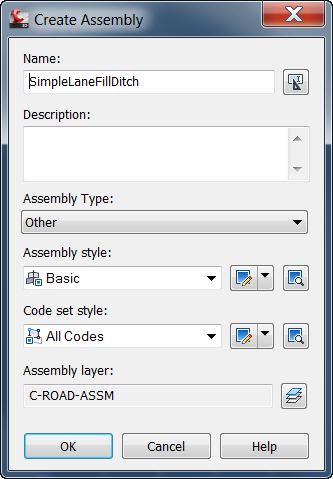 Create Assembly
Name:
SimpleLaneFillDitch
Description:
Assembly Type:
Other
Assembly style:
Basic
Code set style:
All Codes
Assembly layer:
C-ROAD-ASSM
OK
Cancel
Help